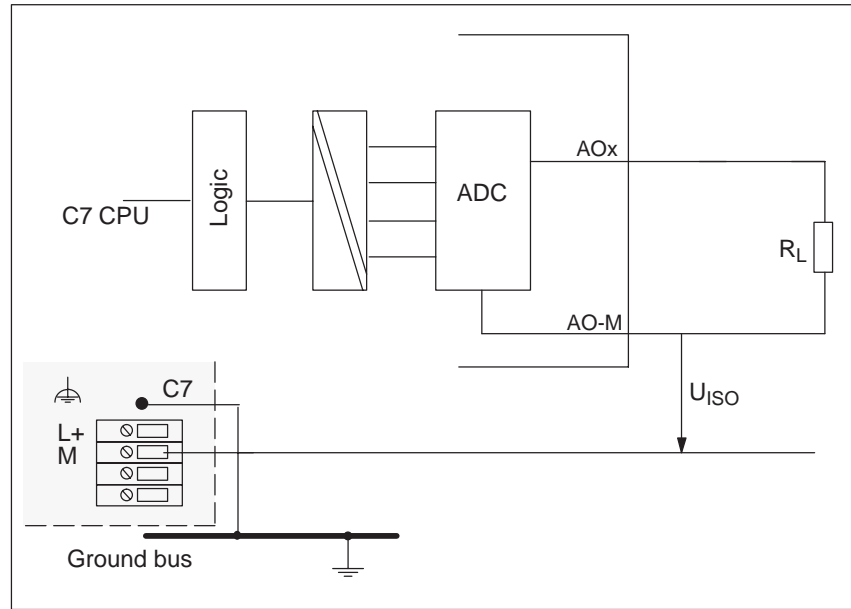 AOx
Logic
ADC
C7 CPU
RL
AO-M
C7
UISO
L+
M
Ground bus